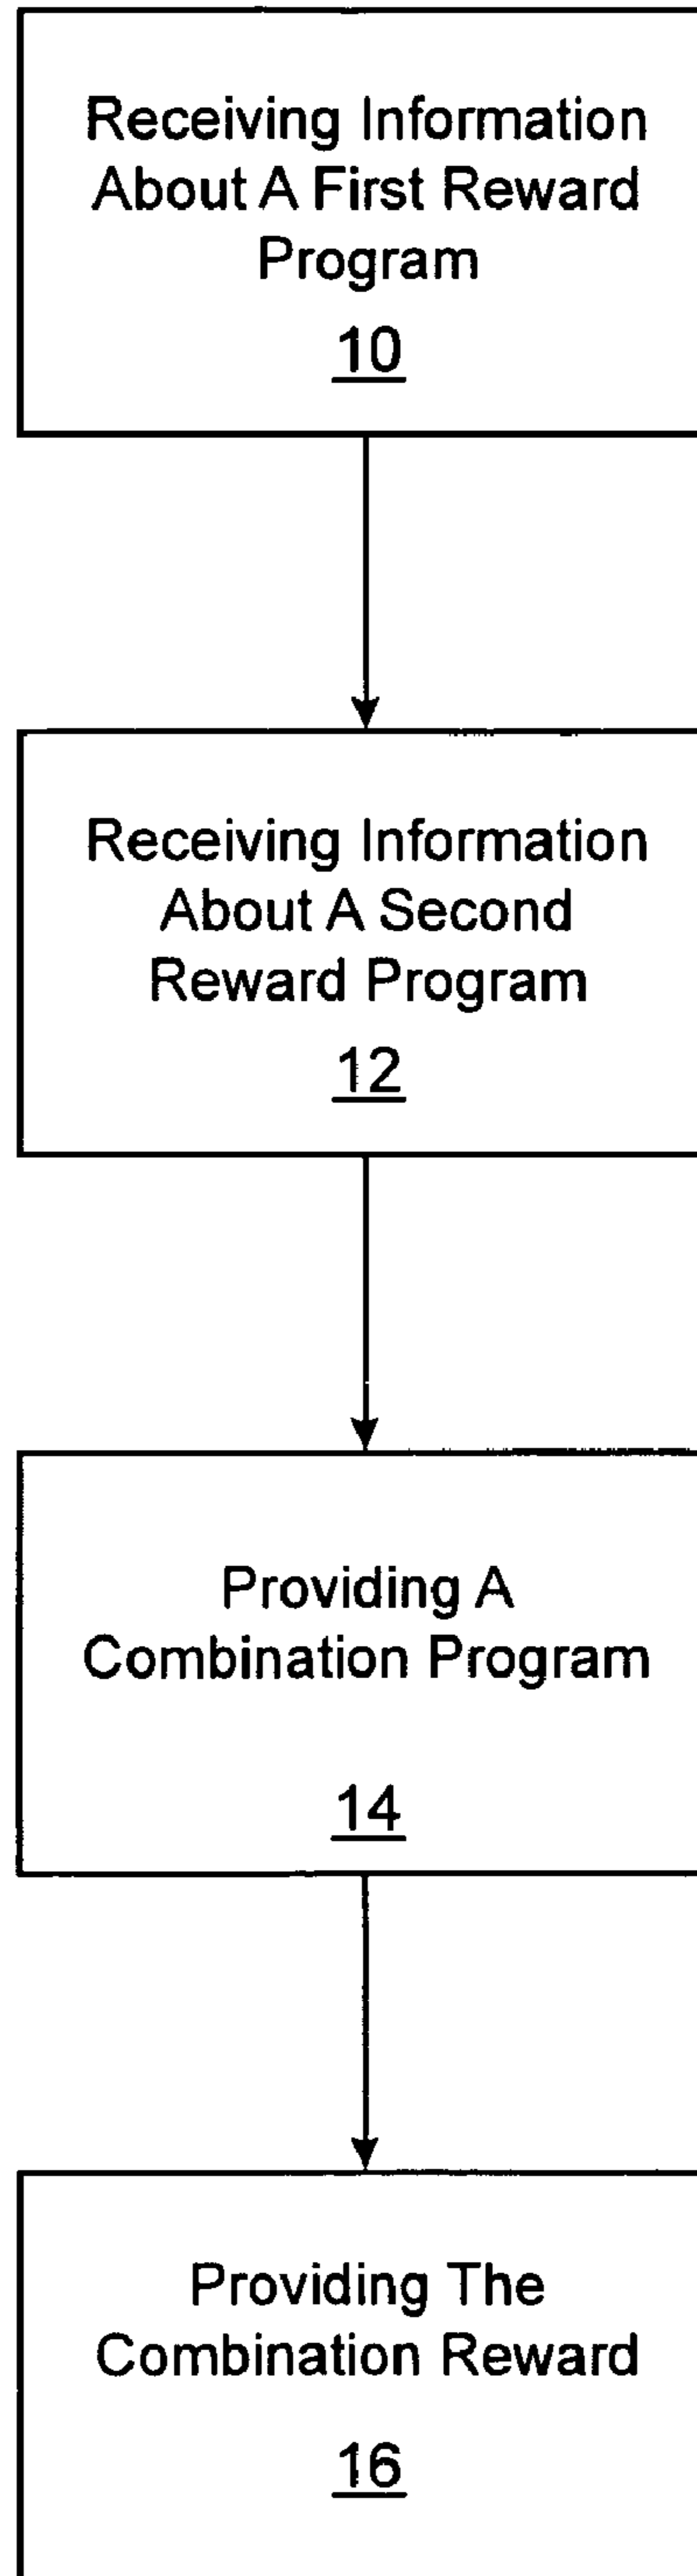 Receiving Information
About A First Reward
Program
10
Receiving Information
About A Second
Reward Program
12
Providing A
Combination Program
14
Providing The
Combination Reward
16